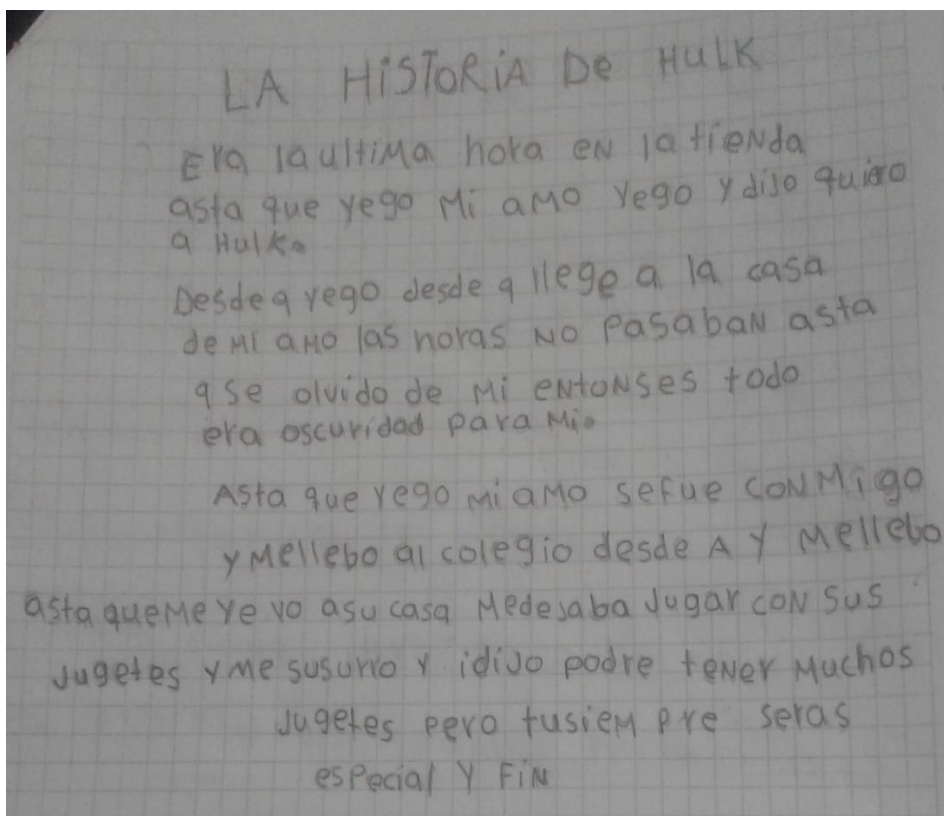 LA HiSTORiA De HULK
Era laultiMa hora eN la tieNda
asta que yego Mi aMo yego y dijo quiero
a Hulk.
Desde q yego desde q llege a la casa
de Mi aMo las horas No Pasaban asta
q se olvido de Mi eNtoNses todo
era oscuridad para Mi.
Asta que yego mi aMo sefue coNMigo
y Mellebo al colegio desde A Y Mellebo
asta queMe ye vo asu casa Medejaba Jugar coN sus
Jugetes y me susurro y idijo podre teNer Muchos
Jugetes pero tusieM pre seras
especial Y FiN